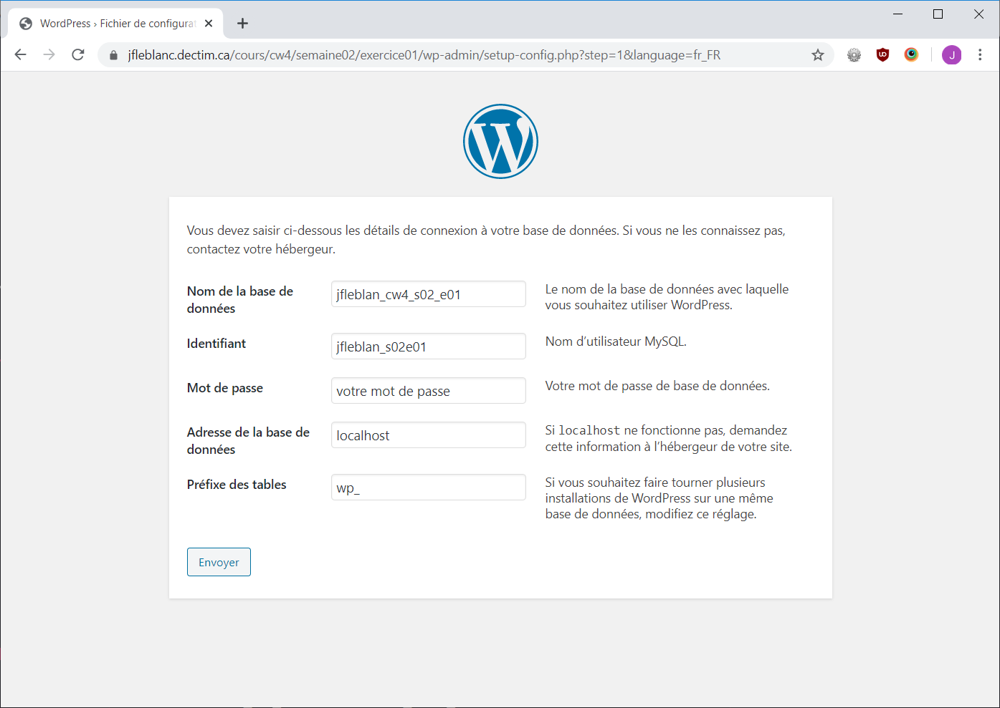 WordPress › Fichier de configurat
jfleblanc.dectim.ca/cours/cw4/semaine02/exercice01/wp-admin/setup-config.php?step=1&language=fr_FR
J
Vous devez saisir ci-dessous les détails de connexion à votre base de données. Si vous ne les connaissez pas,
contactez votre hébergeur.
Nom de la base de
données
jfleblan_cw4_s02_e01
Le nom de la base de données avec laquelle
vous souhaitez utiliser WordPress.
Identifiant
jfleblan_s02e01
Nom d’utilisateur MySQL.
Mot de passe
votre mot de passe
Votre mot de passe de base de données.
Adresse de la base de
données
localhost
Si localhost ne fonctionne pas, demandez
cette information à l’hébergeur de votre site.
Préfixe des tables
wp_
Si vous souhaitez faire tourner plusieurs
installations de WordPress sur une même
base de données, modifiez ce réglage.
Envoyer